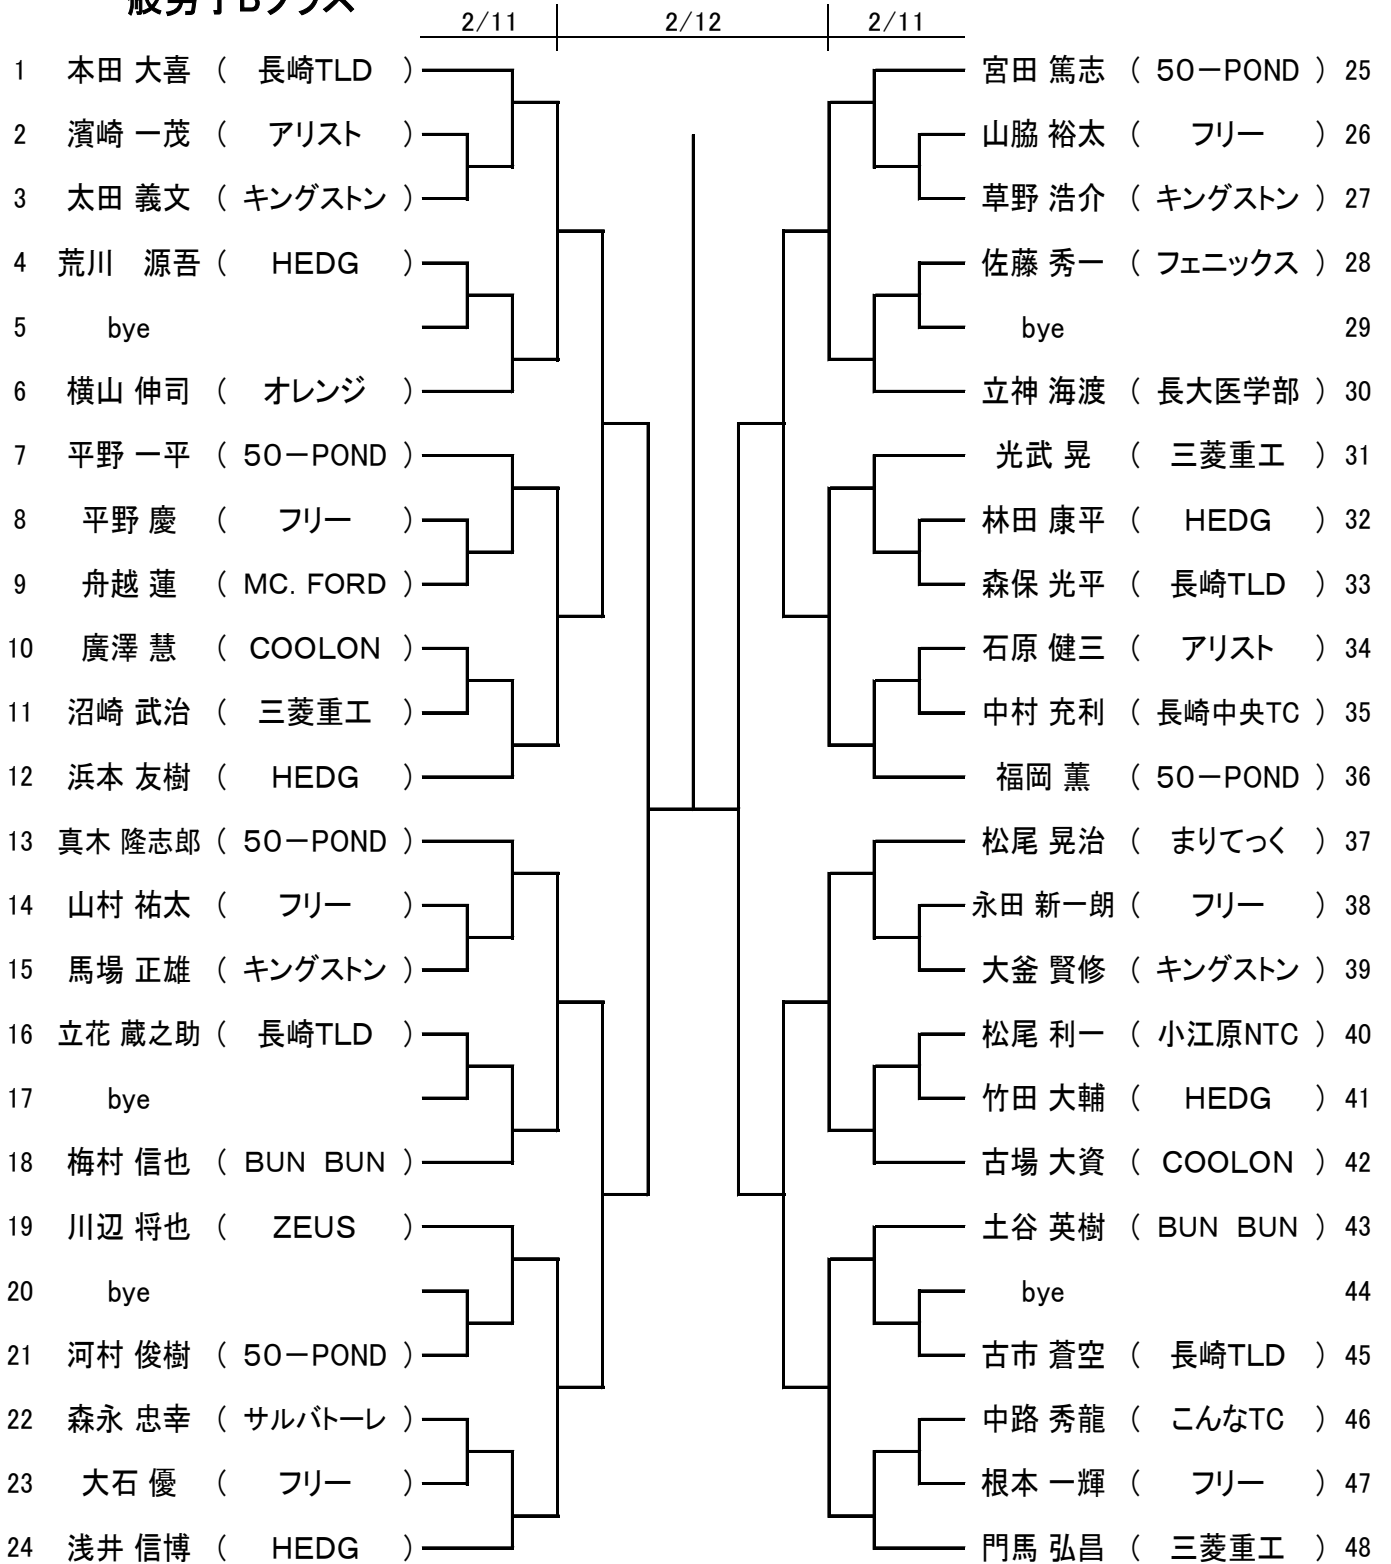 般男子Bクラス
2/11 2/12 2/11
1 本田 大喜 ( 長崎TLD ) 宮田 篤志 ( 50-POND ) 25
2 濱崎 一茂 ( アリスト ) 山脇 裕太 ( フリー ) 26
3 太田 義文 ( キングストン ) 草野 浩介 ( キングストン ) 27
4 荒川 源吾 ( HEDG ) 佐藤 秀一 ( フェニックス ) 28
5 bye bye 29
6 横山 伸司 ( オレンジ ) 立神 海渡 ( 長大医学部 ) 30
7 平野 一平 ( 50-POND ) 光武 晃 ( 三菱重工 ) 31
8 平野 慶 ( フリー ) 林田 康平 ( HEDG ) 32
9 舟越 蓮 ( MC. FORD ) 森保 光平 ( 長崎TLD ) 33
10 廣澤 慧 ( COOLON ) 石原 健三 ( アリスト ) 34
11 沼崎 武治 ( 三菱重工 ) 中村 充利 ( 長崎中央TC ) 35
12 浜本 友樹 ( HEDG ) 福岡 薫 ( 50-POND ) 36
13 真木 隆志郎 ( 50-POND ) 松尾 晃治 ( まりてっく ) 37
14 山村 祐太 ( フリー ) 永田 新一朗 ( フリー ) 38
15 馬場 正雄 ( キングストン ) 大釜 賢修 ( キングストン ) 39
16 立花 蔵之助 ( 長崎TLD ) 松尾 利一 ( 小江原NTC ) 40
17 bye 竹田 大輔 ( HEDG ) 41
18 梅村 信也 ( BUN BUN ) 古場 大資 ( COOLON ) 42
19 川辺 将也 ( ZEUS ) 土谷 英樹 ( BUN BUN ) 43
20 bye bye 44
21 河村 俊樹 ( 50-POND ) 古市 蒼空 ( 長崎TLD ) 45
22 森永 忠幸 ( サルバトーレ ) 中路 秀龍 ( こんなTC ) 46
23 大石 優 ( フリー ) 根本 一輝 ( フリー ) 47
24 浅井 信博 ( HEDG ) 門馬 弘昌 ( 三菱重工 ) 48